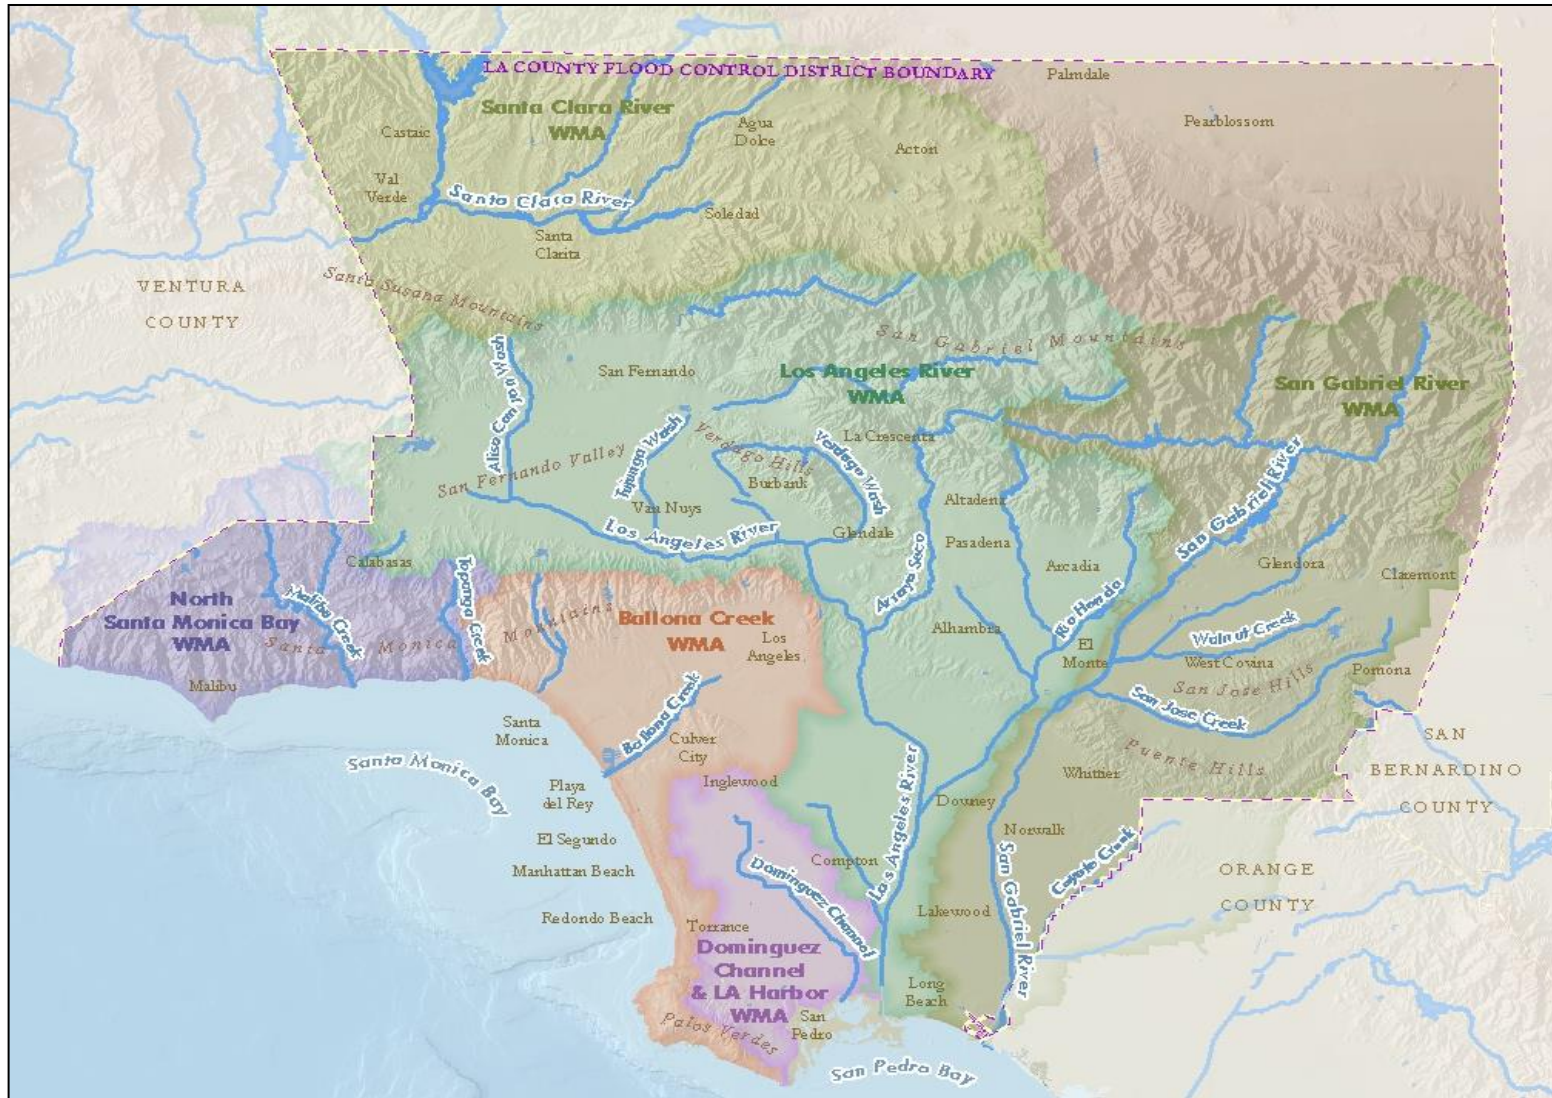 LA COUNTY FLOOD CONTROL DISTRICT BOUNDARY
Palmdale
Santa Clara River
WMA
Castaic
Agua
Dolce
Acton
Pearblossom
Val
Verde
Santa Clara River
Soledad
Santa
Clarita
VENTURA
COUNTY
Santa Susana Mountains
San Gabriel Mountains
Aliso Canyon Wash
San Fernando
Los Angeles River
WMA
San Gabriel River
WMA
Tujunga Wash
Verdugo Hills
Verdugo Wash
La Crescenta
San Fernando Valley
Burbank
Van Nuys
Los Angeles River
Glendale
Altadena
Pasadena
Arroyo Seco
Arcadia
San Gabriel River
Glendora
Claremont
Calabasas
Topanga Creek
North
Santa Monica Bay
WMA
Malibu Creek
Santa Monica Mountains
Malibu
Ballona Creek
WMA
Los
Angeles
Alhambra
Rio Hondo
El
Monte
Walnut Creek
West Covina
San Jose Hills
Pomona
San Jose Creek
Puente Hills
Santa
Monica
Ballona Creek
Culver
City
Santa Monica Bay
Inglewood
Playa
del Rey
Whittier
SAN
BERNARDINO
COUNTY
El Segundo
Downey
Norwalk
Los Angeles River
Manhattan Beach
Compton
Dominguez Channel
Coyote Creek
ORANGE
COUNTY
Redondo Beach
Torrance
Lakewood
San Gabriel River
Dominguez
Channel
& LA Harbor
WMA
Long
Beach
San
Pedro
Palos Verdes
San Pedro Bay